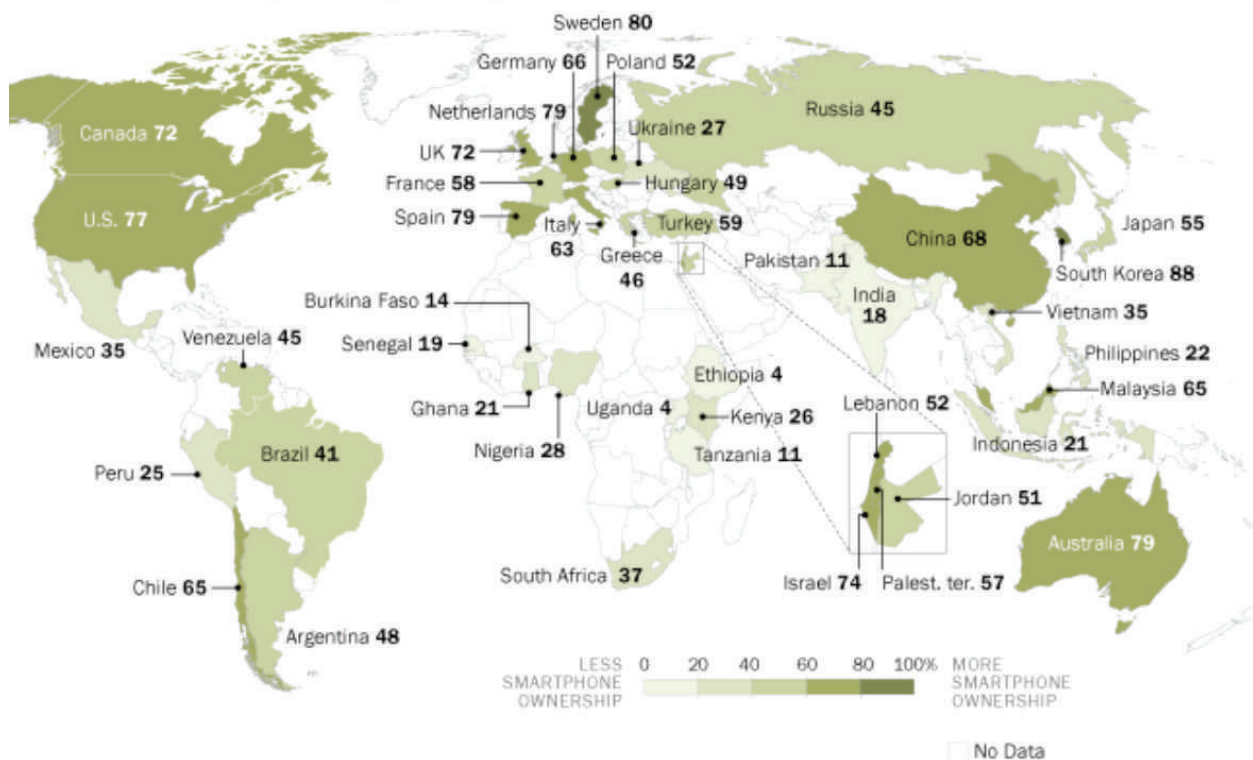 Sweden 80
Germany 66
Poland 52
Netherlands 79
Ukraine 27
Russia 45
Canada 72
UK 72
France 58
Hungary 49
U.S. 77
Spain 79
Italy
63
Turkey 59
Greece
46
China 68
Japan 55
South Korea 88
Pakistan 11
India
18
Vietnam 35
Burkina Faso 14
Mexico 35
Venezuela 45
Senegal 19
Philippines 22
Malaysia 65
Ethiopia 4
Ghana 21
Uganda 4
Kenya 26
Lebanon 52
Nigeria 28
Tanzania 11
Indonesia 21
Peru 25
Brazil 41
Jordan 51
Australia 79
South Africa 37
Israel 74
Palest. ter. 57
Chile 65
Argentina 48
LESS
SMARTPHONE
OWNERSHIP
0 20 40 60 80 100%
MORE
SMARTPHONE
OWNERSHIP
No Data